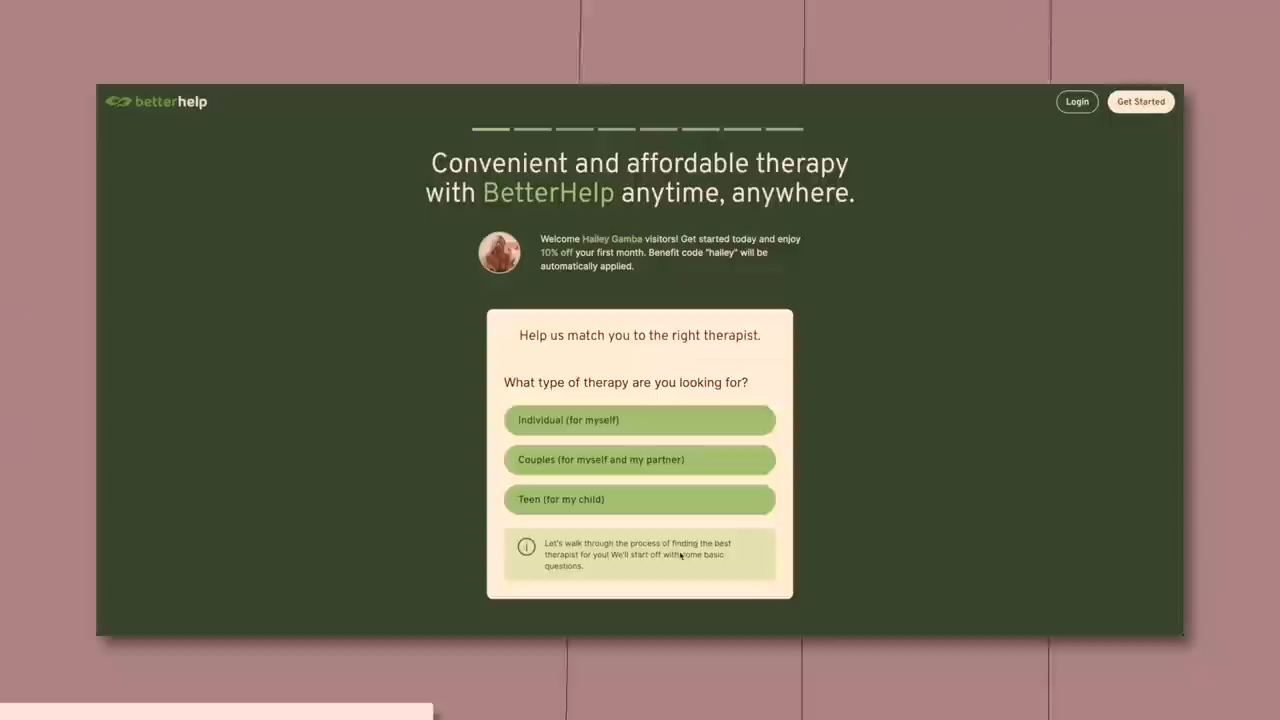 betterhelp
Login
Get Started
Convenient and affordable therapy
with BetterHelp anytime, anywhere.
Welcome Hailey Gamba visitors! Get started today and enjoy
10% off your first month. Benefit code "hailey" will be
automatically applied.
Help us match you to the right therapist.
What type of therapy are you looking for?
Individual (for myself)
Couples (for myself and my partner)
Teen (for my child)
Let's walk through the process of finding the best
therapist for you! We'll start off with some basic
questions.